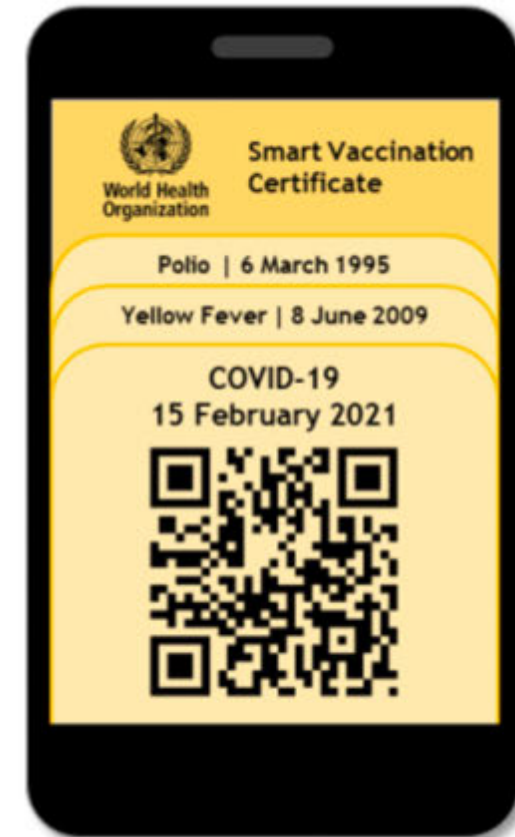 World Health
Organization
Smart Vaccination
Certificate
Polio | 6 March 1995
Yellow Fever | 8 June 2009
COVID-19
15 February 2021